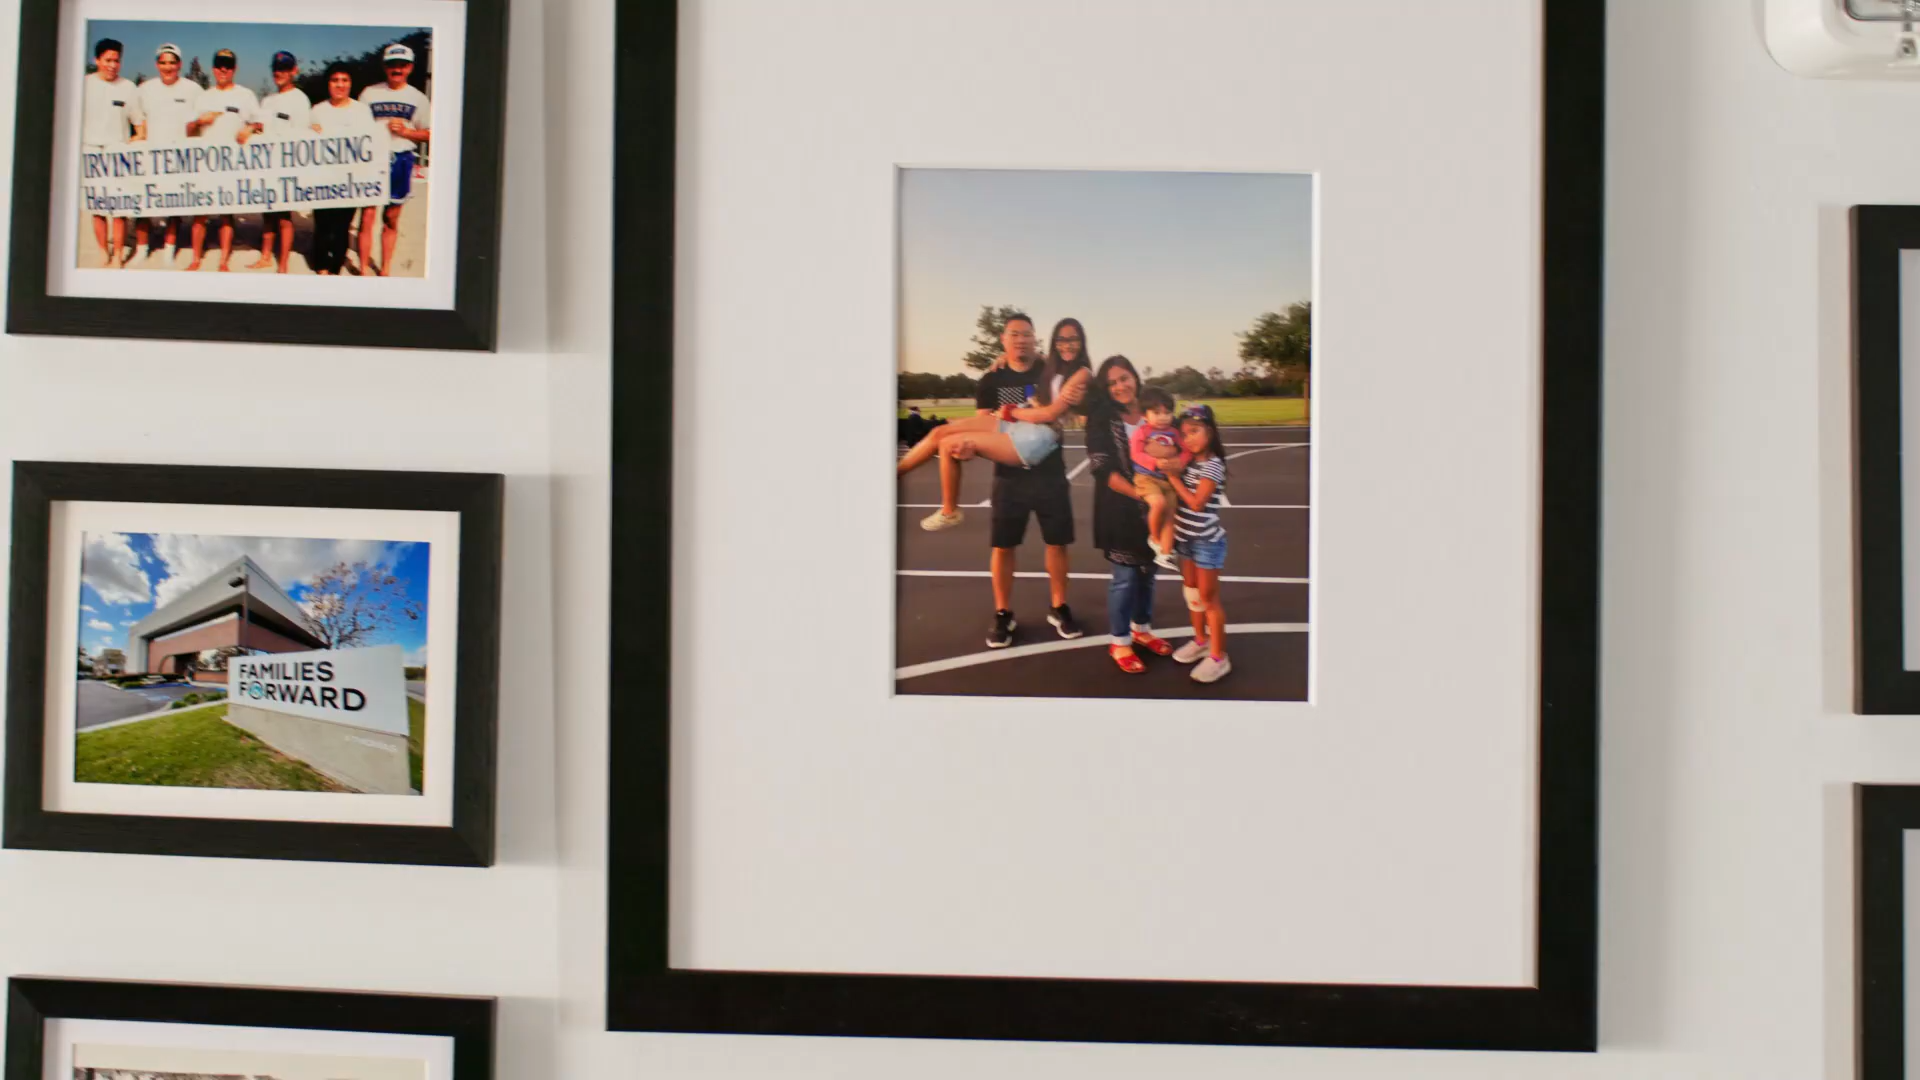 IRVINE TEMPORARY HOUSING
"Helping Families to Help Themselves"
FAMILIES
FORWARD